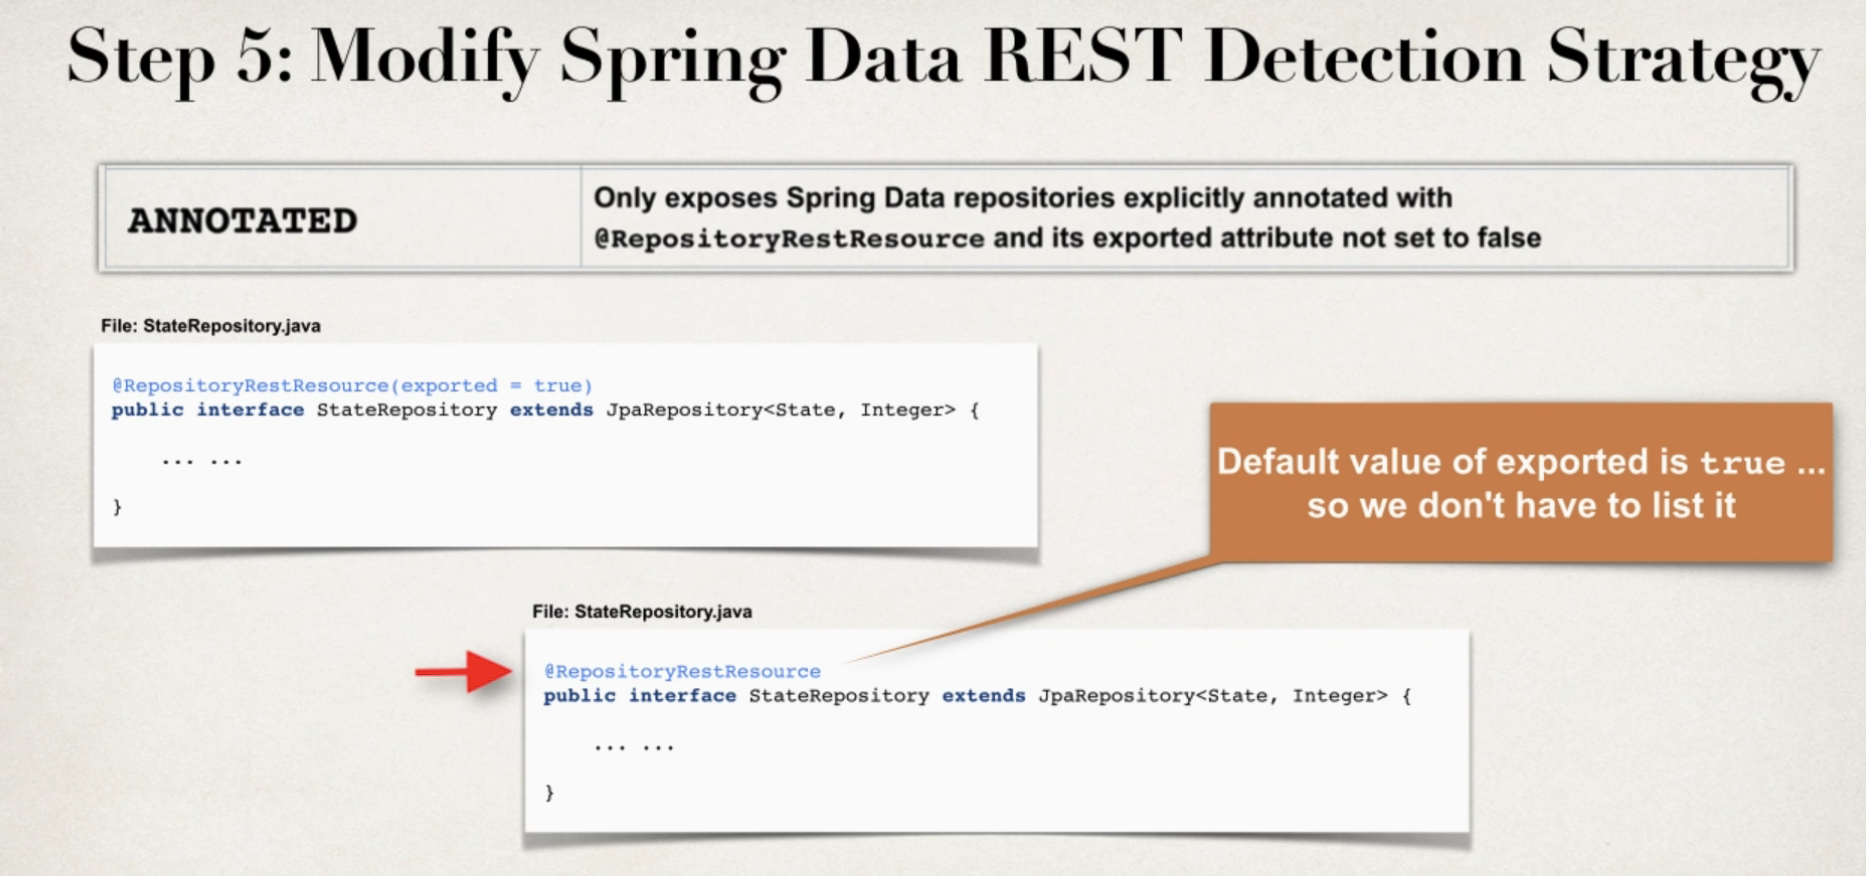 Step 5: Modify Spring Data REST Detection Strategy
ANNOTATED
Only exposes Spring Data repositories explicitly annotated with
@RepositoryRestResource and its exported attribute not set to false
File: StateRepository.java
@RepositoryRestResource(exported = true)
public interface StateRepository extends JpaRepository<State, Integer> {
... ...
}
Default value of exported is true ...
so we don't have to list it
File: StateRepository.java
@RepositoryRestResource
public interface StateRepository extends JpaRepository<State, Integer> {
... ...
}